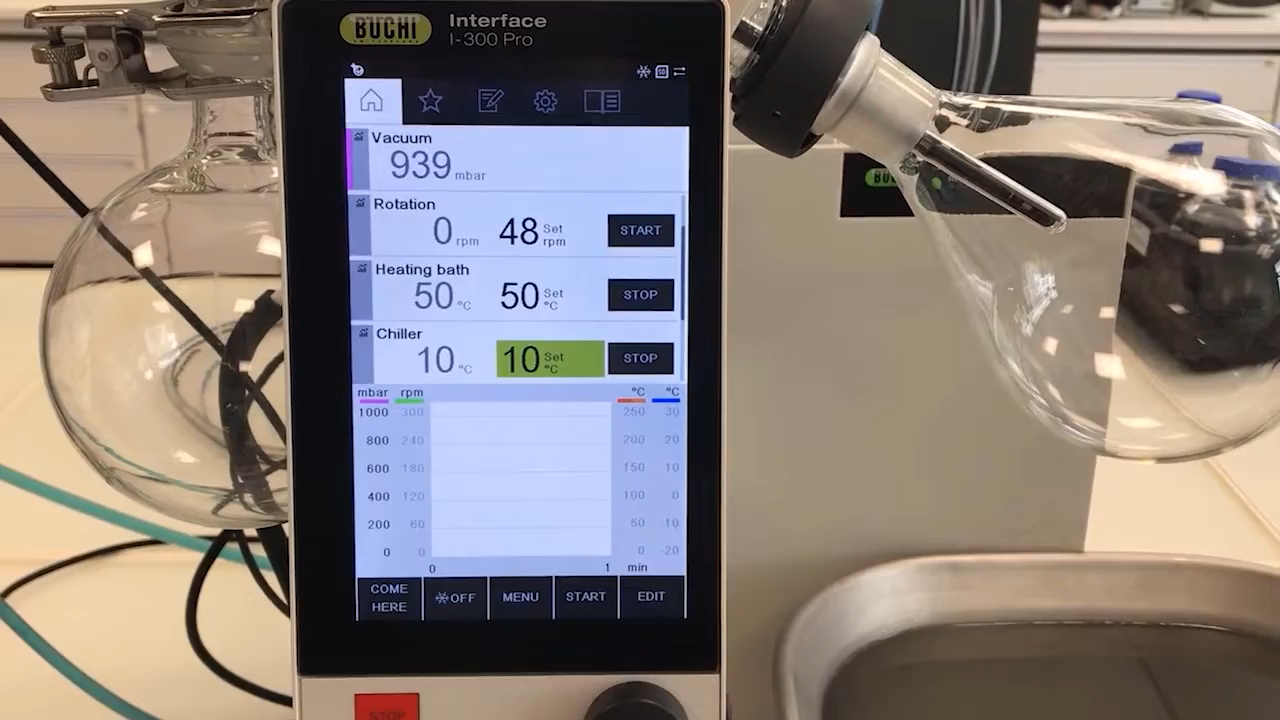 BUCHI
SWITZERLAND
Interface
I-300 Pro
Vacuum
939 mbar
Rotation
0 rpm 48 Set rpm START
Heating bath
50 °C 50 Set °C STOP
Chiller
10 °C 10 Set °C STOP
mbar rpm °C °C
1000 300 250 30
800 240 200 20
600 180 150 10
400 120 100 0
200 60 50 -10
0 0 0 -20
0 1 min
COME HERE OFF MENU START EDIT
STOP